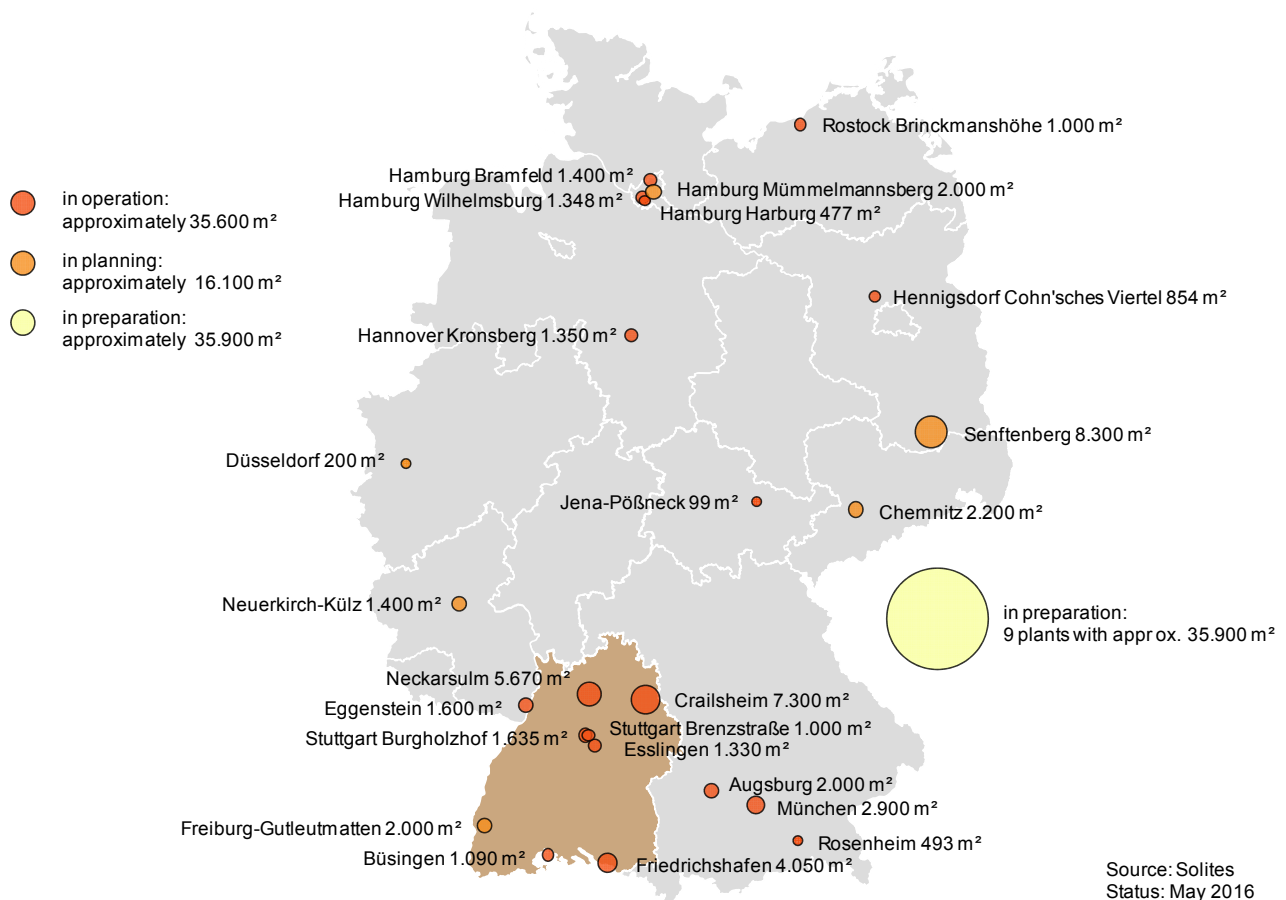 Rostock Brinckmanshöhe 1.000 m²
Hamburg Bramfeld 1.400 m²
Hamburg Mümmelmannsberg 2.000 m²
Hamburg Wilhelmsburg 1.348 m²
Hamburg Harburg 477 m²
in operation:
approximately 35.600 m²
in planning:
approximately 16.100 m²
in preparation:
approximately 35.900 m²
Hennigsdorf Cohn'sches Viertel 854 m²
Hannover Kronsberg 1.350 m²
Senftenberg 8.300 m²
Düsseldorf 200 m²
Jena-Pößneck 99 m²
Chemnitz 2.200 m²
Neuerkirch-Külz 1.400 m²
in preparation:
9 plants with approx. 35.900 m²
Neckarsulm 5.670 m²
Crailsheim 7.300 m²
Eggenstein 1.600 m²
Stuttgart Brenzstraße 1.000 m²
Stuttgart Burgholzhof 1.635 m²
Esslingen 1.330 m²
Augsburg 2.000 m²
München 2.900 m²
Freiburg-Gutleutmatten 2.000 m²
Rosenheim 493 m²
Büsingen 1.090 m²
Friedrichshafen 4.050 m²
Source: Solites
Status: May 2016